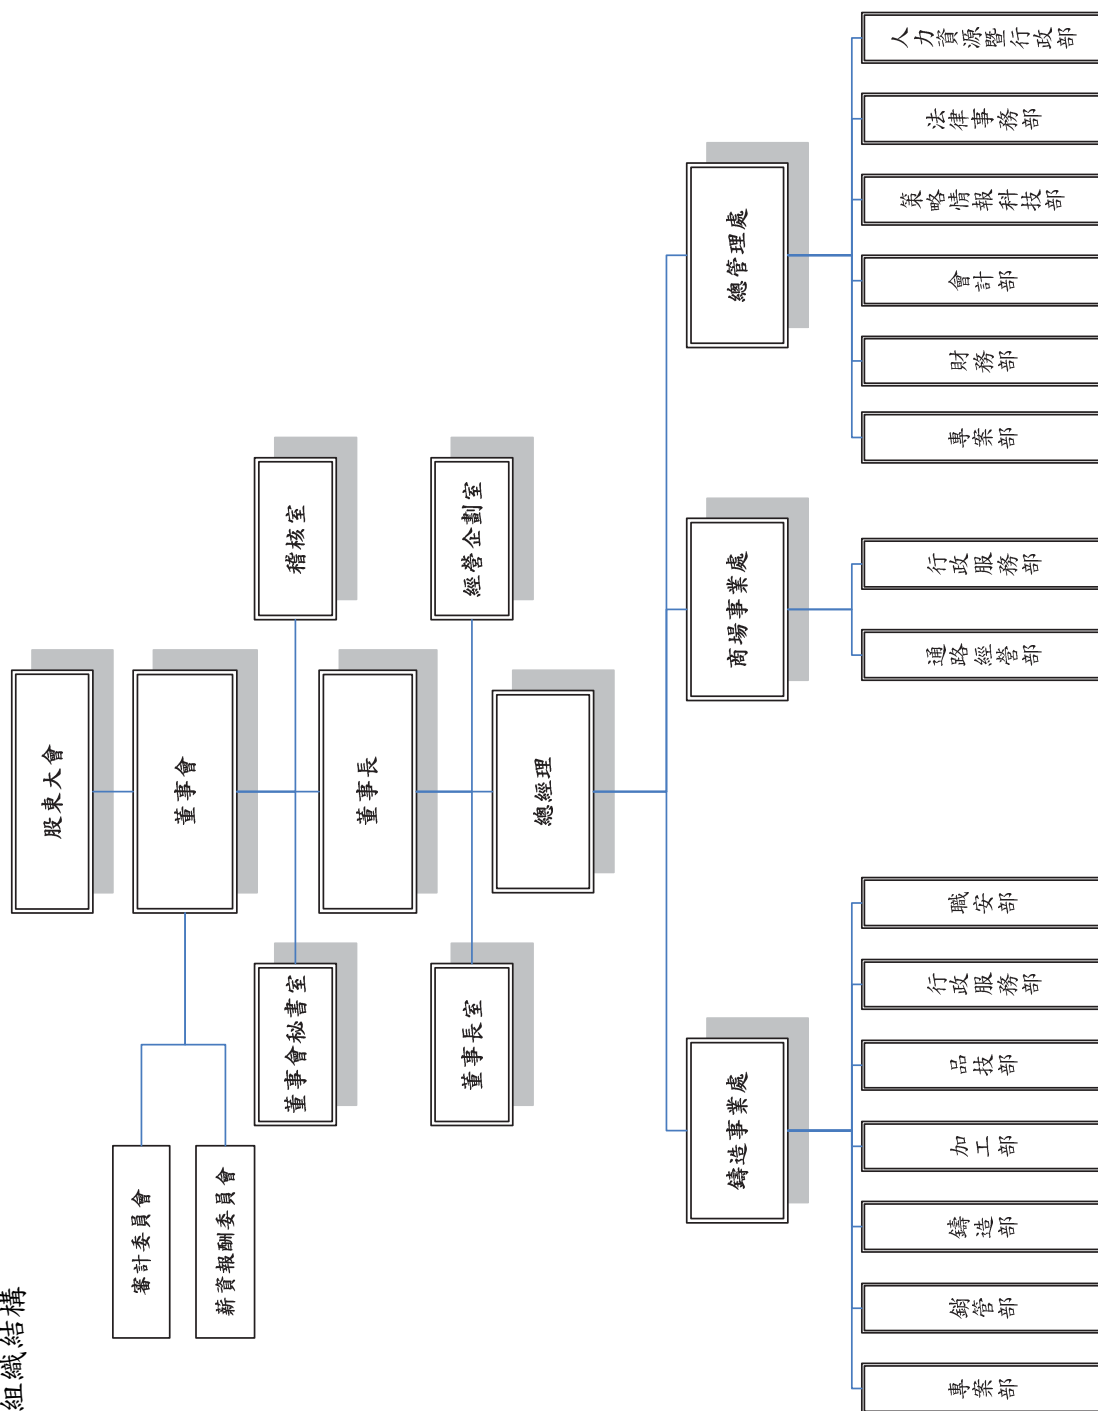 組織結構
股東大會
董事會
審計委員會
薪資報酬委員會
董事會秘書室
稽核室
董事長
董事長室
經營企劃室
總經理
鑄造事業處
商場事業處
總管理處
專案部
銷管部
鑄造部
加工部
品技部
行政服務部
職安部
通路經營部
行政服務部
專案部
財務部
會計部
策略情報科技部
法律事務部
人力資源暨行政部